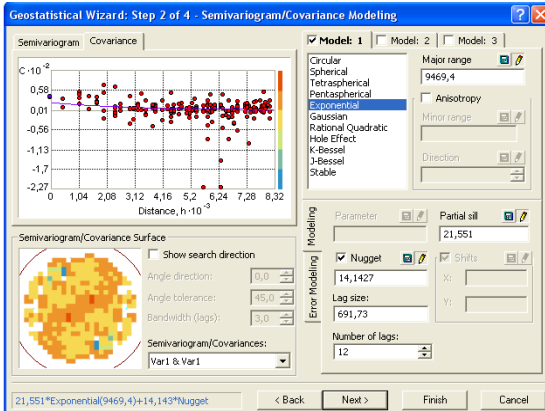 Geostatistical Wizard: Step 2 of 4 - Semivariogram/Covariance Modeling
Semivariogram
Covariance
C·10⁻²
0,58
0,01
-0,56
-1,13
-1,7
-2,27
0 1,04 2,08 3,12 4,16 5,2 6,24 7,28 8,32
Distance, h·10⁻³
Semivariogram/Covariance Surface
Show search direction
Angle direction: 0,0
Angle tolerance: 45,0
Bandwidth (lags): 3,0
Semivariogram/Covariances:
Var1 & Var1
Model: 1
Model: 2
Model: 3
Circular
Spherical
Tetraspherical
Pentaspherical
Exponential
Gaussian
Rational Quadratic
Hole Effect
K-Bessel
J-Bessel
Stable
Major range
9469,4
Anisotropy
Minor range
Direction
Modeling
Error Modeling
Parameter
Partial sill
21,551
Nugget
14,1427
Shifts
X:
Y:
Lag size:
691,73
Number of lags:
12
21,551*Exponential(9469,4)+14,143*Nugget
< Back
Next >
Finish
Cancel